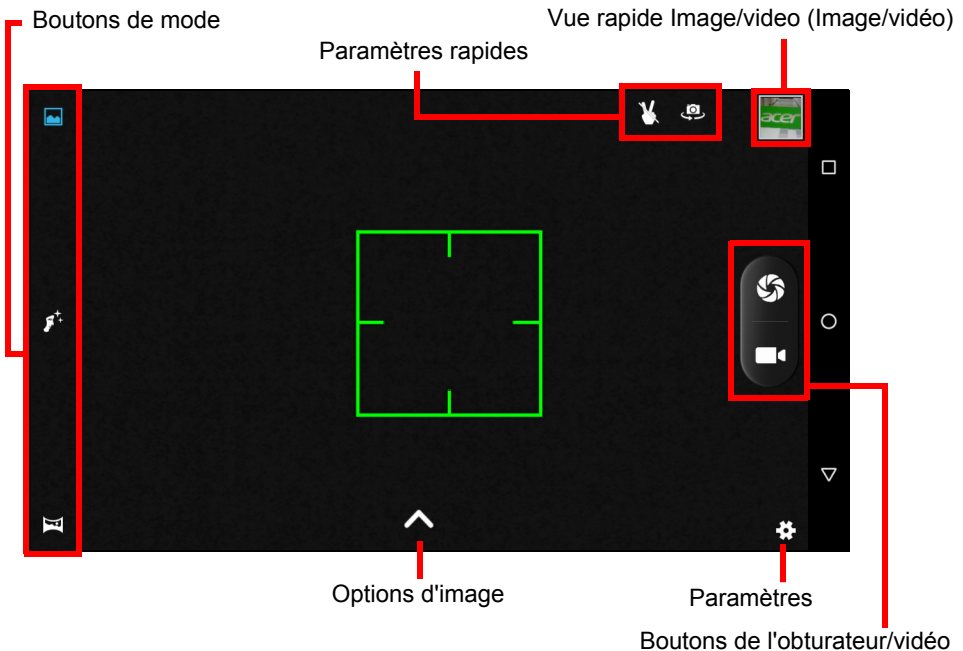 Boutons de mode
Vue rapide Image/video (Image/vidéo)
Paramètres rapides
acer
Options d'image
Paramètres
Boutons de l'obturateur/vidéo